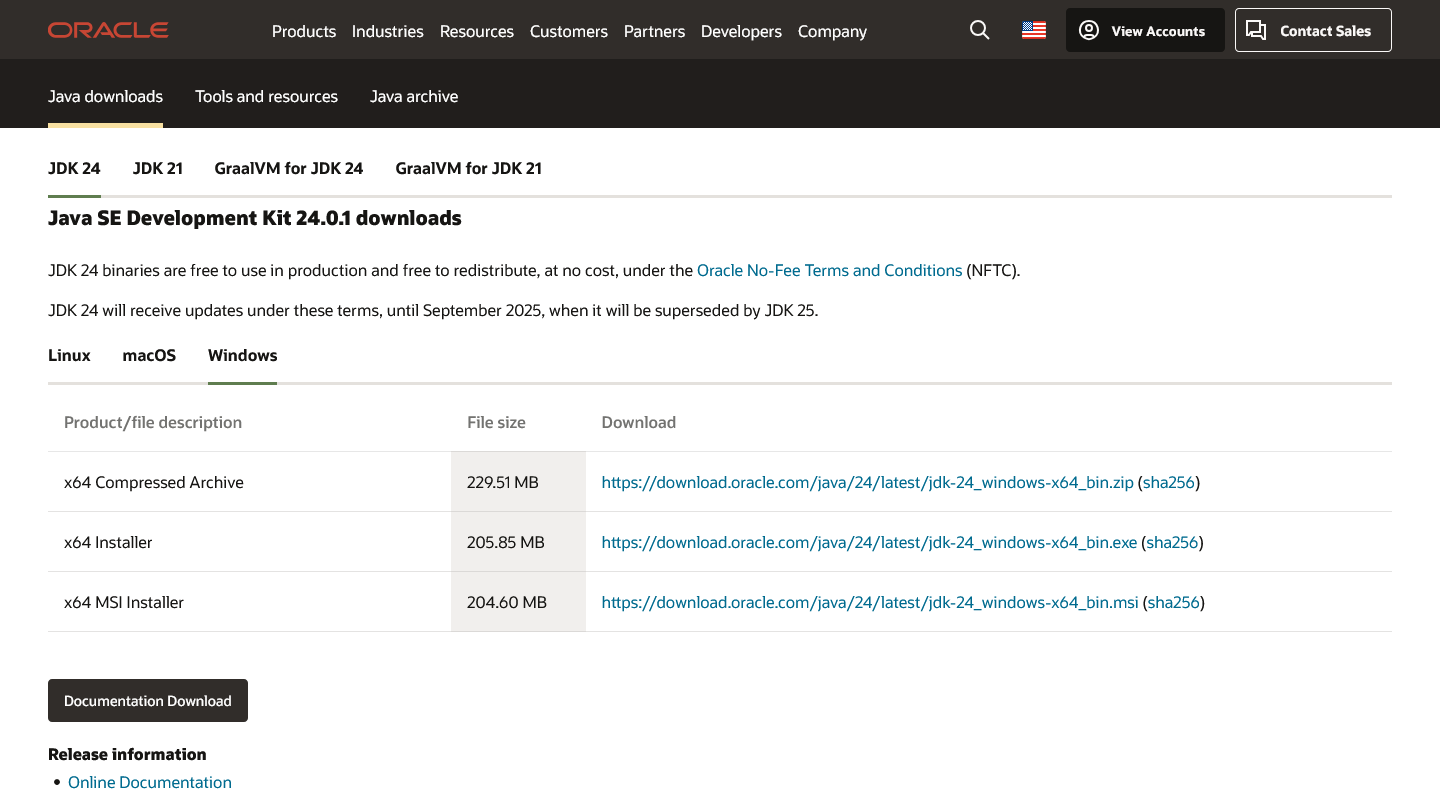 ORACLE
Products Industries Resources Customers Partners Developers Company
View Accounts
Contact Sales
Java downloads Tools and resources Java archive
JDK 24 JDK 21 GraalVM for JDK 24 GraalVM for JDK 21
Java SE Development Kit 24.0.1 downloads
JDK 24 binaries are free to use in production and free to redistribute, at no cost, under the Oracle No-Fee Terms and Conditions (NFTC).
JDK 24 will receive updates under these terms, until September 2025, when it will be superseded by JDK 25.
Linux macOS Windows
Product/file description File size Download
x64 Compressed Archive 229.51 MB https://download.oracle.com/java/24/latest/jdk-24_windows-x64_bin.zip (sha256)
x64 Installer 205.85 MB https://download.oracle.com/java/24/latest/jdk-24_windows-x64_bin.exe (sha256)
x64 MSI Installer 204.60 MB https://download.oracle.com/java/24/latest/jdk-24_windows-x64_bin.msi (sha256)
Documentation Download
Release information
• Online Documentation